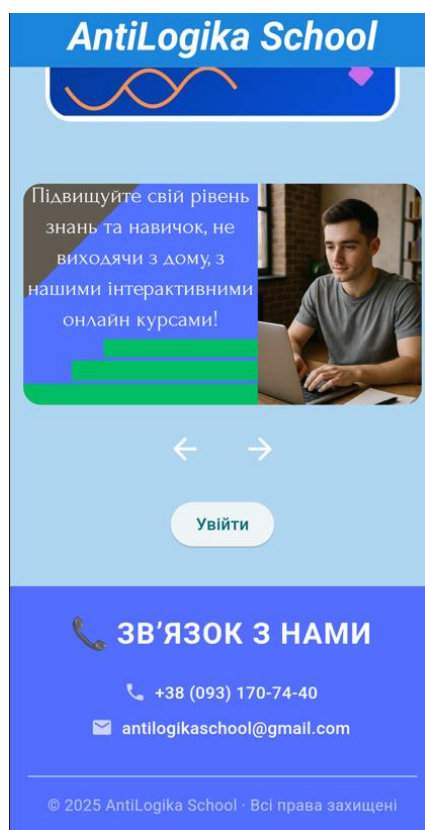 AntiLogika School
Підвищуйте свій рівень
знань та навичок, не
виходячи з дому, з
нашими інтерактивними
онлайн курсами!
Увійти
ЗВ’ЯЗОК З НАМИ
+38 (093) 170-74-40
antilogikaschool@gmail.com
© 2025 AntiLogika School · Всі права захищені